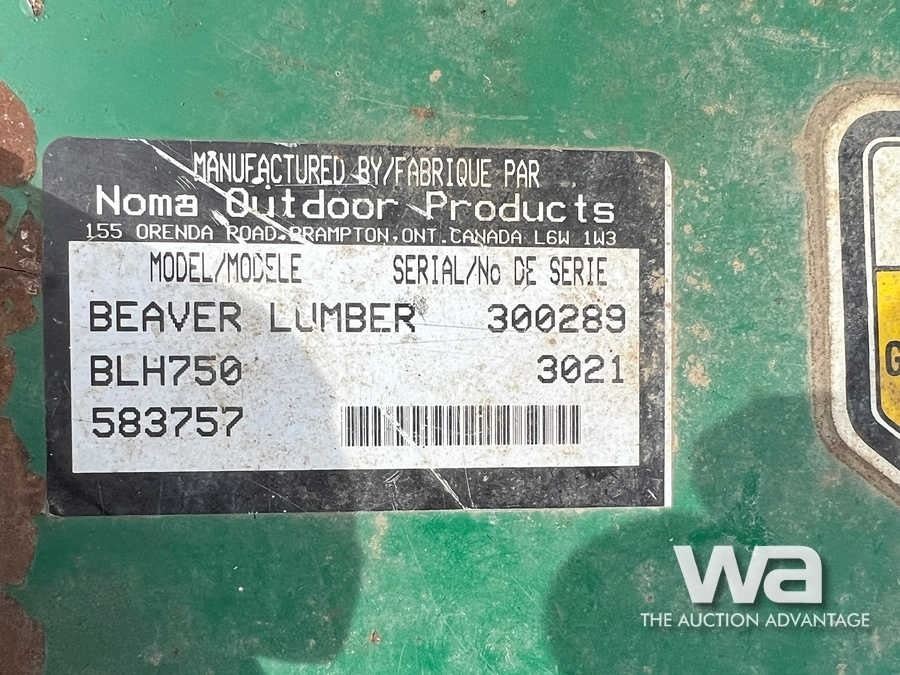 MANUFACTURED BY/FABRIQUE PAR
Noma Outdoor Products
155 ORENDA ROAD,BRAMPTON,ONT.CANADA L6W 1W3
MODEL/MODELE SERIAL/No DE SERIE
BEAVER LUMBER 300289
BLH750 3021
583757
G
wa
THE AUCTION ADVANTAGE